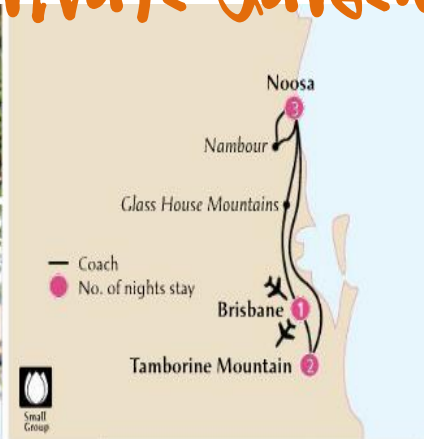 Noosa
3
Nambour
Glass House Mountains
Coach
No. of nights stay
Brisbane 1
Tamborine Mountain 2
Small
Group